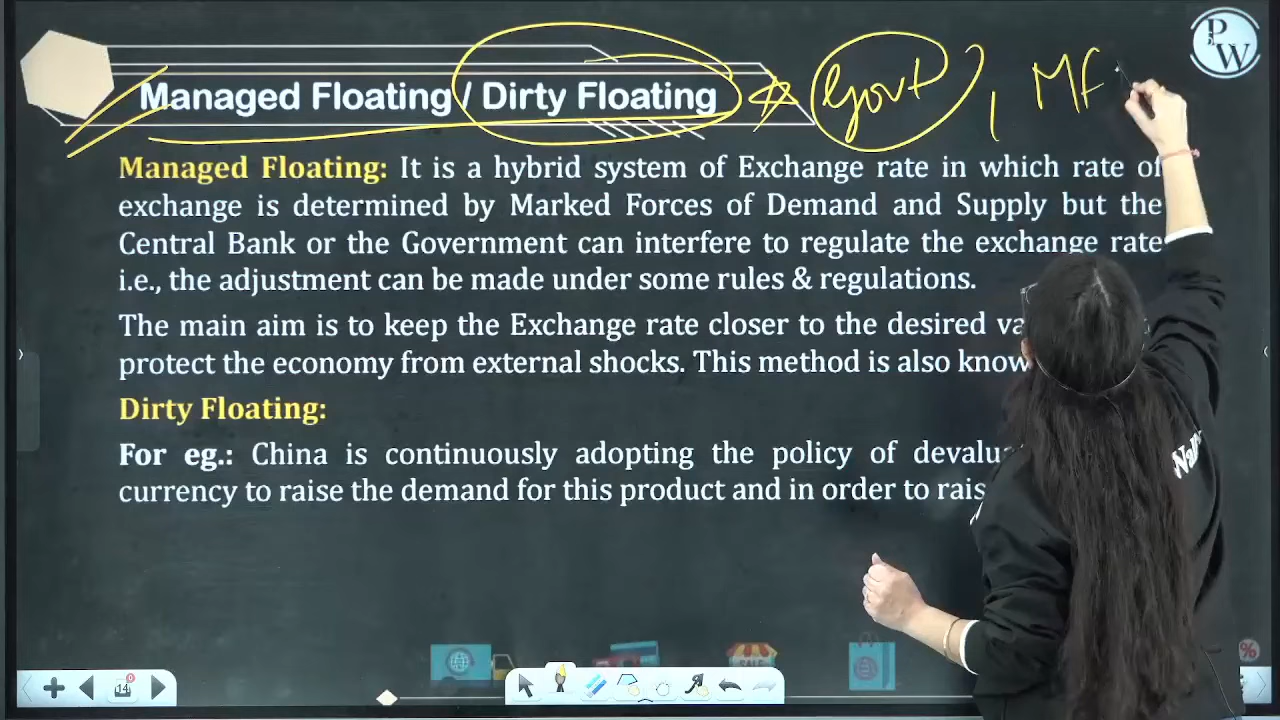 PW
Managed Floating / Dirty Floating
Govt, MF
Managed Floating: It is a hybrid system of Exchange rate in which rate of
exchange is determined by Marked Forces of Demand and Supply but the
Central Bank or the Government can interfere to regulate the exchange rate
i.e., the adjustment can be made under some rules & regulations.
The main aim is to keep the Exchange rate closer to the desired
protect the economy from external shocks. This method is also
Dirty Floating:
For eg.: China is continuously adopting the policy of
currency to raise the demand for this product and in order to
14
0
SALE
%